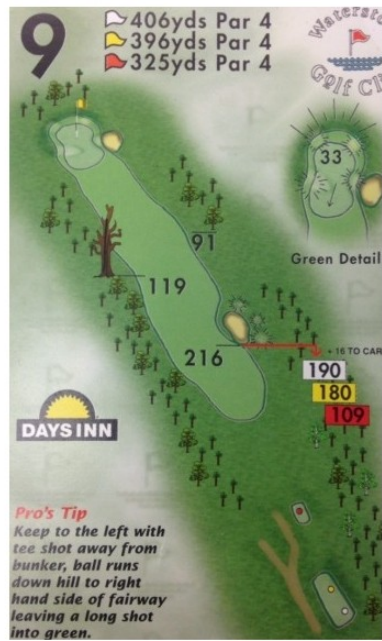 9
406yds Par 4
396yds Par 4
325yds Par 4
Golf
33
Green Detail
91
119
216
+ 16 TO CAR
190
180
109
DAYS INN
Pro's Tip
Keep to the left with
tee shot away from
bunker, ball runs
down hill to right
hand side of fairway
leaving a long shot
into green.